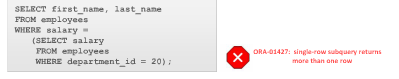 SELECT first_name, last_name
FROM employees
WHERE salary =
(SELECT salary
FROM employees
WHERE department_id = 20);
ORA-01427: single-row subquery returns
more than one row